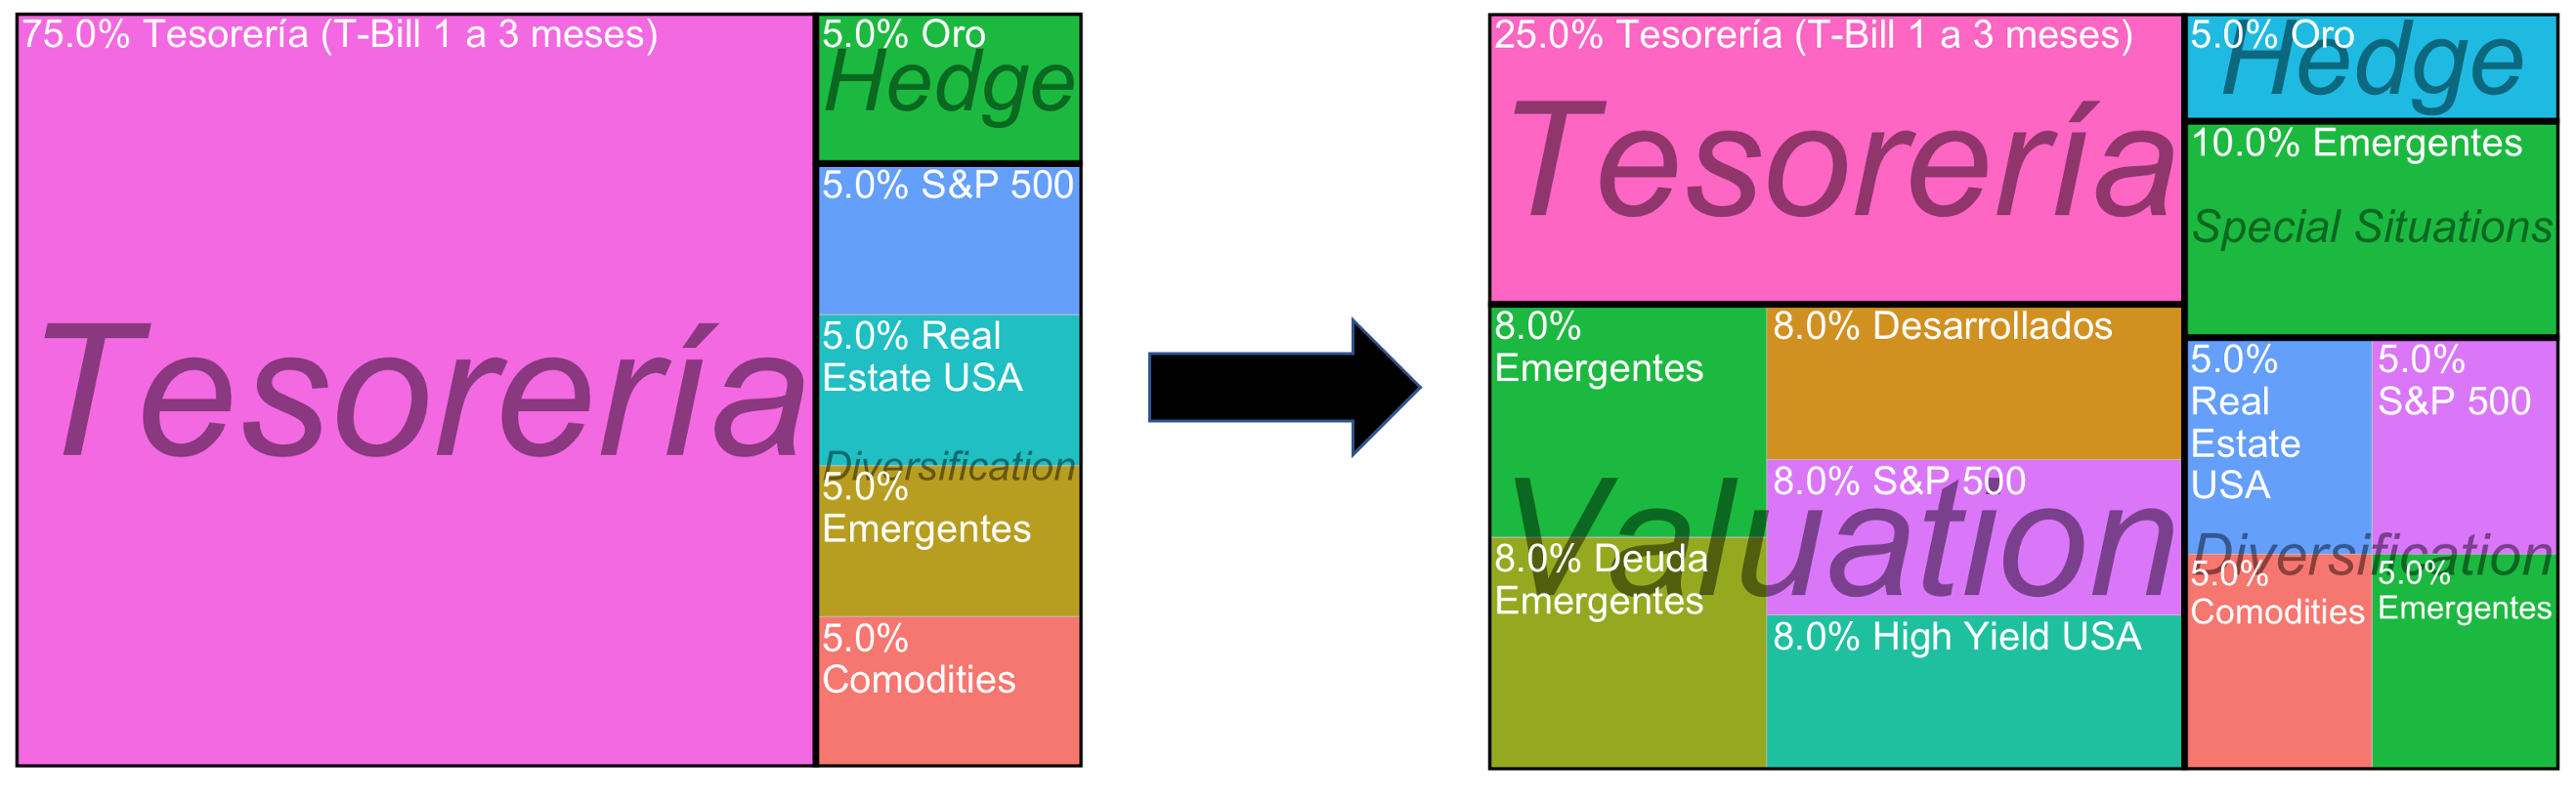 75.0% Tesorería (T-Bill 1 a 3 meses)
Tesorería
5.0% Oro
Hedge
5.0% S&P 500
5.0% Real
Estate USA
Diversification
5.0%
Emergentes
5.0%
Comodities
25.0% Tesorería (T-Bill 1 a 3 meses)
Tesorería
8.0%
Emergentes
8.0% Desarrollados
8.0% S&P 500
Valuation
8.0% Deuda
Emergentes
8.0% High Yield USA
5.0% Oro
Hedge
10.0% Emergentes
Special Situations
5.0%
Real
Estate
USA
5.0%
S&P 500
Diversification
5.0%
Comodities
5.0%
Emergentes